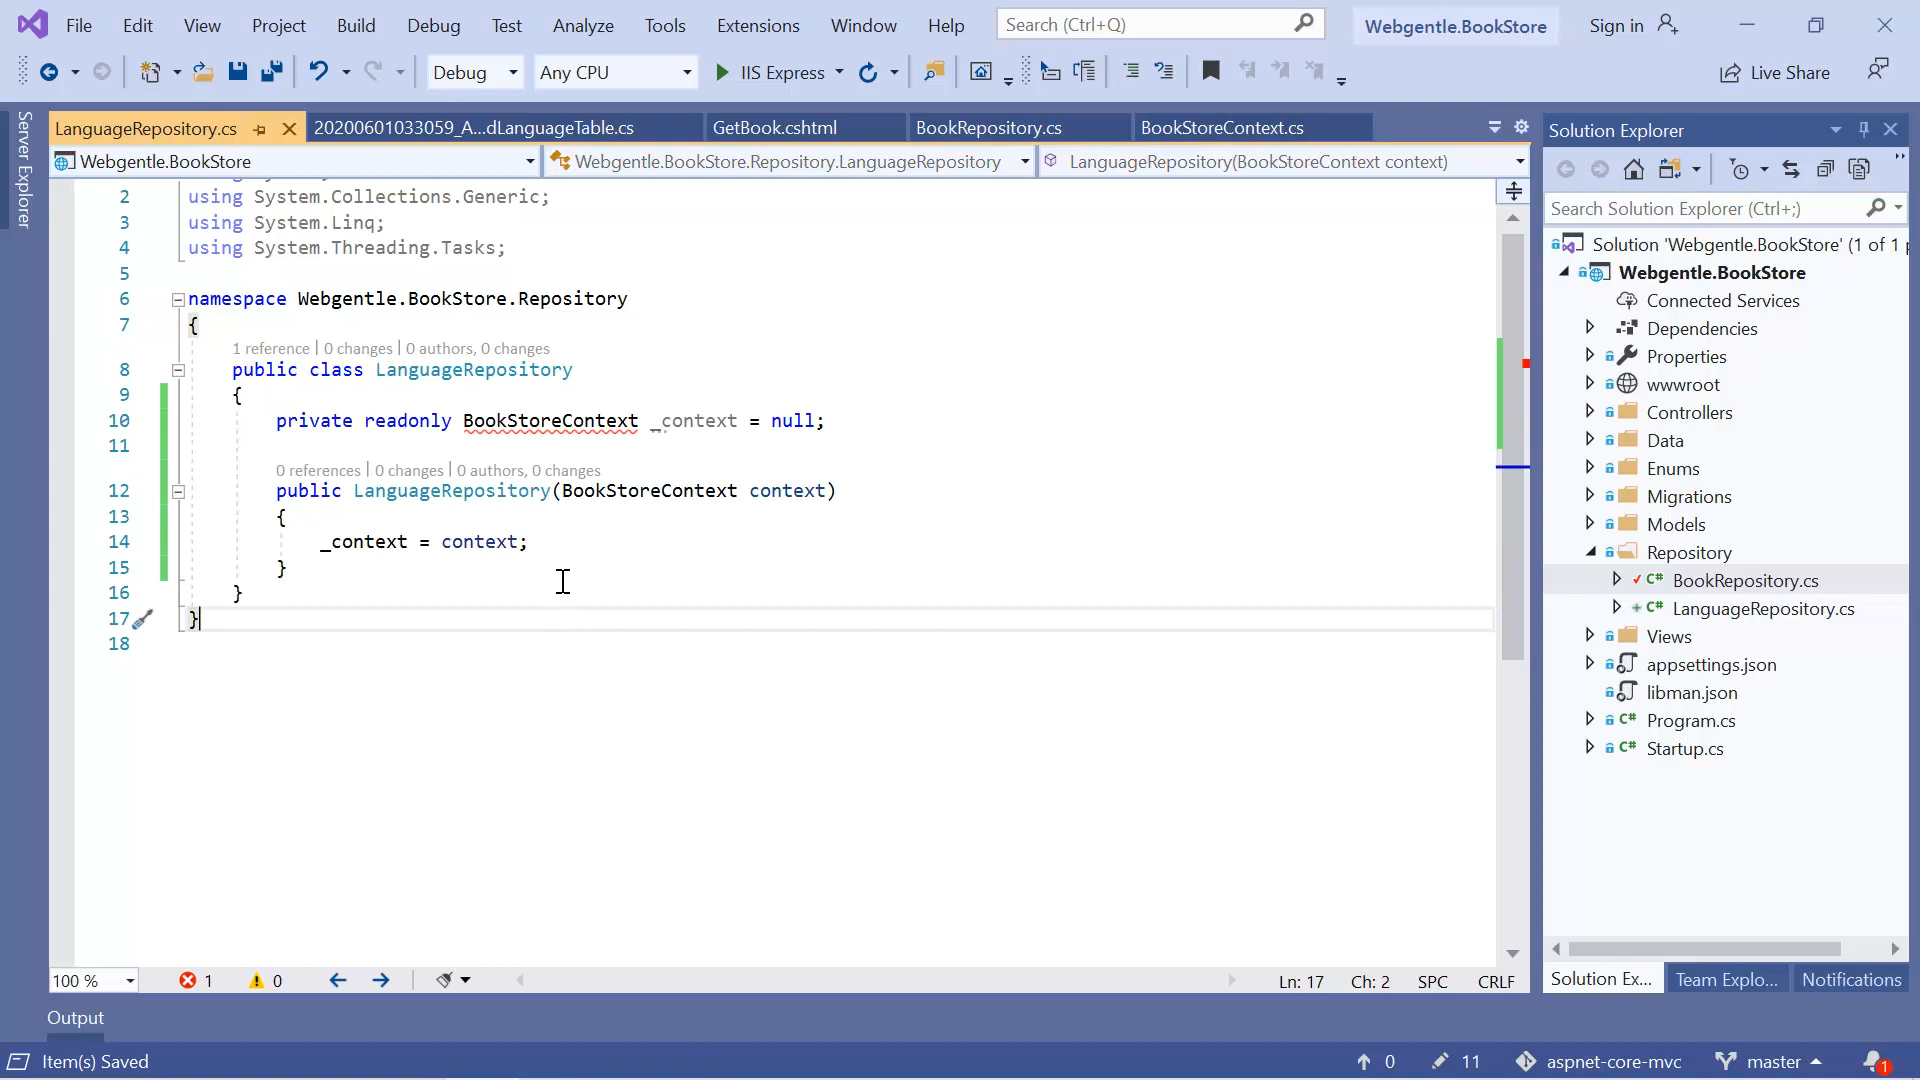 File Edit View Project Build Debug Test Analyze Tools Extensions Window Help Search (Ctrl+Q) Webgentle.BookStore Sign in
Debug Any CPU IIS Express Live Share
Server Explorer
LanguageRepository.cs 20200601033059_A...dLanguageTable.cs GetBook.cshtml BookRepository.cs BookStoreContext.cs
Webgentle.BookStore Webgentle.BookStore.Repository.LanguageRepository LanguageRepository(BookStoreContext context)
2 using System.Collections.Generic;
3 using System.Linq;
4 using System.Threading.Tasks;
5
6 namespace Webgentle.BookStore.Repository
7 {
1 reference | 0 changes | 0 authors, 0 changes
8 public class LanguageRepository
9 {
10 private readonly BookStoreContext _context = null;
11
0 references | 0 changes | 0 authors, 0 changes
12 public LanguageRepository(BookStoreContext context)
13 {
14 _context = context;
15 }
16 }
17 }
18
100 % 1 0 Ln: 17 Ch: 2 SPC CRLF
Solution Explorer
Search Solution Explorer (Ctrl+;)
Solution 'Webgentle.BookStore' (1 of 1
Webgentle.BookStore
Connected Services
Dependencies
Properties
wwwroot
Controllers
Data
Enums
Migrations
Models
Repository
C# BookRepository.cs
C# LanguageRepository.cs
Views
appsettings.json
libman.json
C# Program.cs
C# Startup.cs
Solution Ex... Team Explo... Notifications
Output
Item(s) Saved 0 11 aspnet-core-mvc master 1